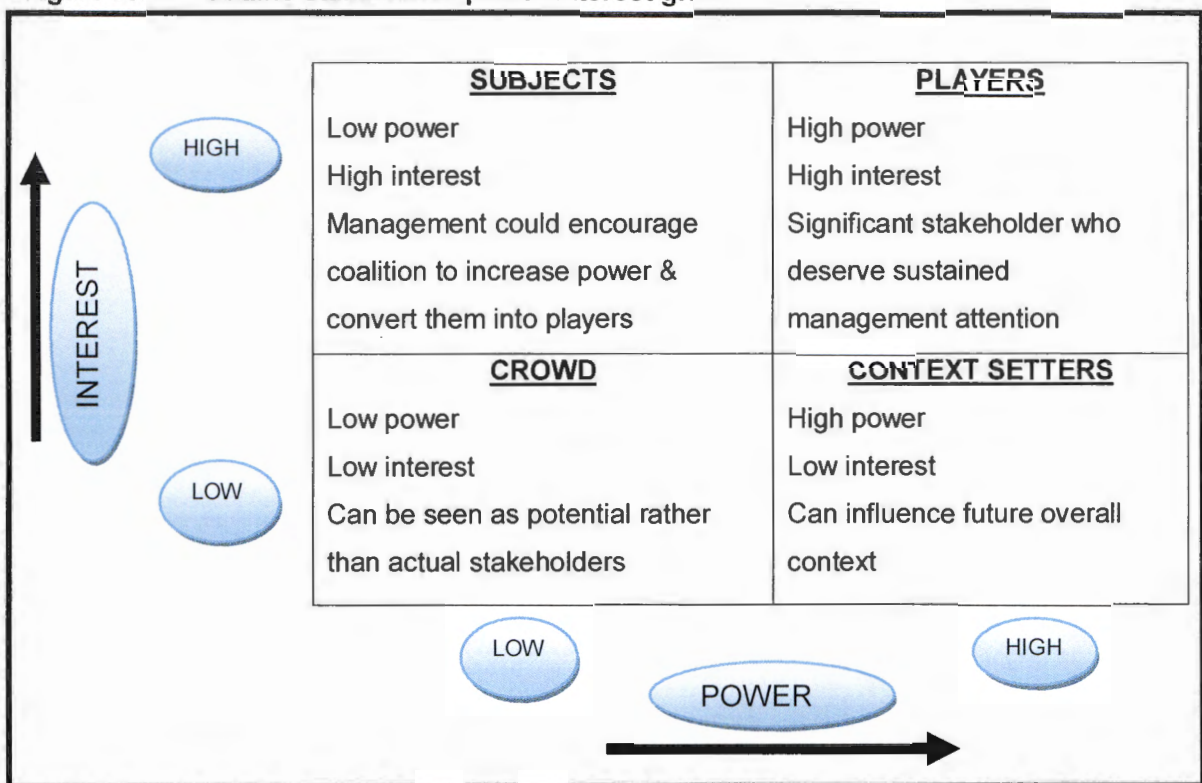 SUBJECTS
Low power
High interest
Management could encourage
coalition to increase power &
convert them into players
PLAYERS
High power
High interest
Significant stakeholder who
deserve sustained
management attention
CROWD
Low power
Low interest
Can be seen as potential rather
than actual stakeholders
CONTEXT SETTERS
High power
Low interest
Can influence future overall
context
HIGH
INTEREST
LOW
LOW
HIGH
POWER